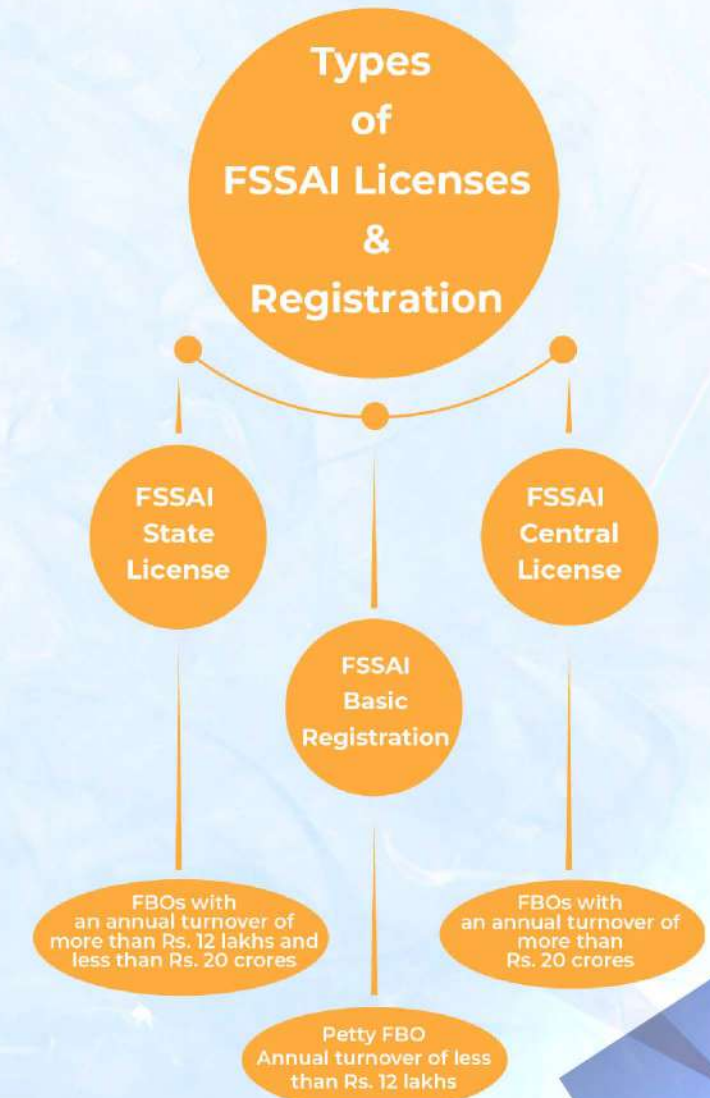 Types
of
FSSAI Licenses
&
Registration
FSSAI
State
License
FSSAI
Basic
Registration
FSSAI
Central
License
FBOs with
an annual turnover of
more than Rs. 12 lakhs and
less than Rs. 20 crores
Petty FBO
Annual turnover of less
than Rs. 12 lakhs
FBOs with
an annual turnover of
more than
Rs. 20 crores